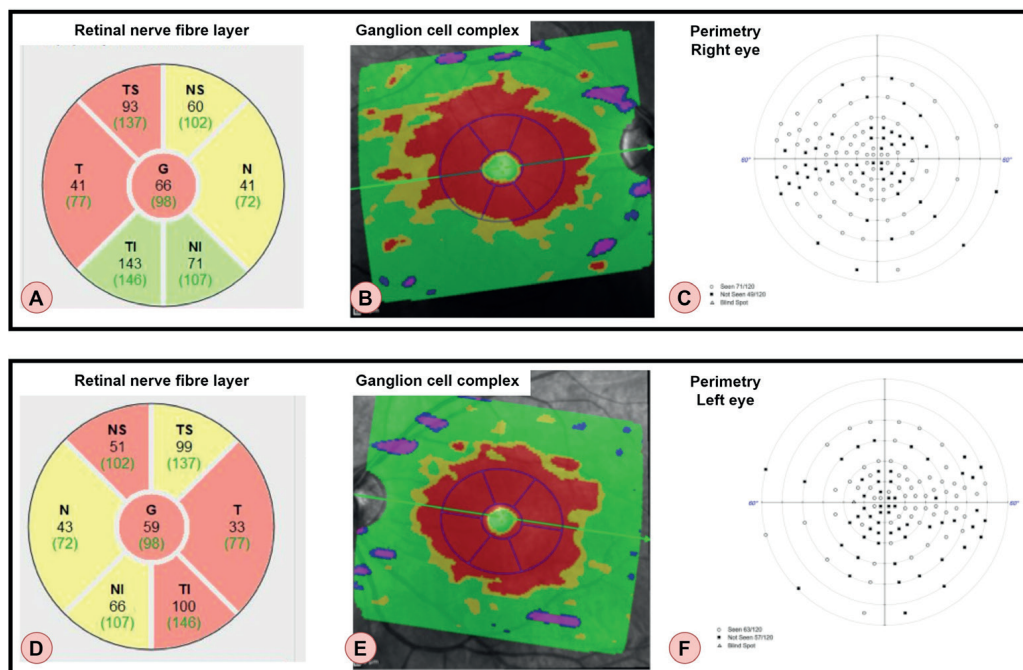 Retinal nerve fibre layer
Ganglion cell complex
Perimetry
Right eye
TS
93
(137)
NS
60
(102)
T
41
(77)
G
66
(98)
N
41
(72)
TI
143
(146)
NI
71
(107)
60°
60°
○ Seen 71/120
■ Not Seen 49/120
▵ Blind Spot
A
B
C
Retinal nerve fibre layer
Ganglion cell complex
Perimetry
Left eye
NS
51
(102)
TS
99
(137)
N
43
(72)
G
59
(98)
T
33
(77)
NI
66
(107)
TI
100
(146)
60°
60°
○ Seen 63/120
■ Not Seen 57/120
▵ Blind Spot
D
E
F